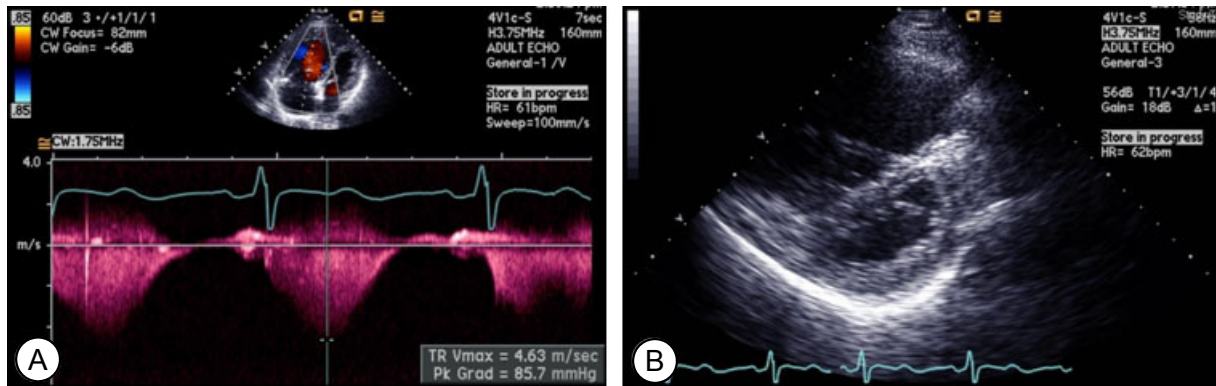 .85
.85
60dB 3 •/+1/1/1
CW Focus= 82mm
CW Gain= -6dB
4V1c-S 7sec
H3.75MHz 160mm
ADULT ECHO
General-1 /V
Store in progress
HR= 61bpm
Sweep=100mm/s
CW:1.75MHz
4.0
m/s
TR Vmax = 4.63 m/sec
Pk Grad = 85.7 mmHg
A
4V1c-S
H3.75MHz 160mm
ADULT ECHO
General-3
56dB T1/+3/1/4
Gain= 18dB Δ=1
Store in progress
HR= 62bpm
B